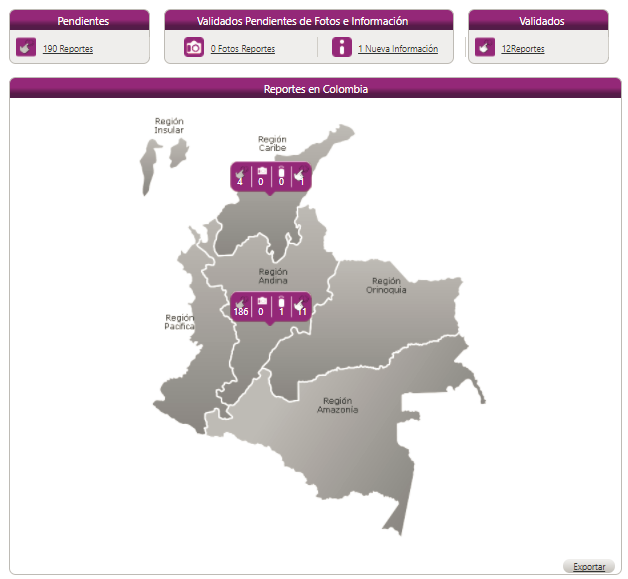 Pendientes
190 Reportes
Validados Pendientes de Fotos e Información
0 Fotos Reportes
1 Nueva Información
Validados
12Reportes
Reportes en Colombia
Región
Insular
Región
Caribe
4 0 0 1
Región
Andina
186 0 1 11
Región
Orinoquia
Región
Pacífica
Región
Amazonía
Exportar